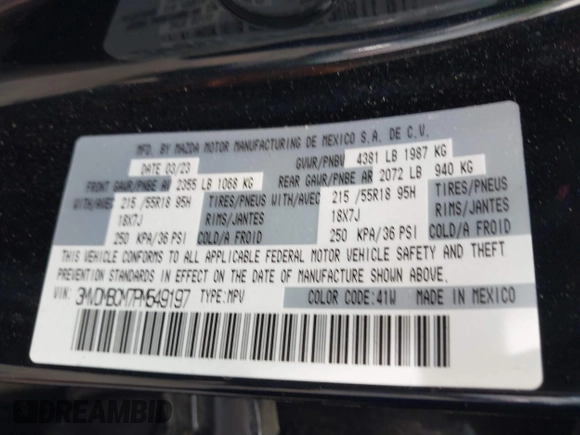 MFD. BY MAZDA MOTOR MANUFACTURING DE MEXICO S.A. DE C.V.
DATE 03/23 GVWR/PNBV 4381 LB 1987 KG
FRONT GAWR/PNBE AV 2355 LB 1068 KG REAR GAWR/PNBE AR 2072 LB 940 KG
WITH/AVEC 215 /55R18 95H TIRES/PNEUS WITH/AVEC 215 /55R18 95H TIRES/PNEUS
18X7J RIMS/JANTES 18X7J RIMS/JANTES
250 KPA/36 PSI COLD/A FROID 250 KPA/36 PSI COLD/A FROID
THIS VEHICLE CONFORMS TO ALL APPLICABLE FEDERAL MOTOR VEHICLE SAFETY AND THEFT
PREVENTION STANDARDS IN EFFECT ON THE DATE OF MANUFACTURE SHOWN ABOVE.
VIN: 3MVDMBCM7PM549197 TYPE:MPV COLOR CODE:41W MADE IN MEXICO
DREAMBID